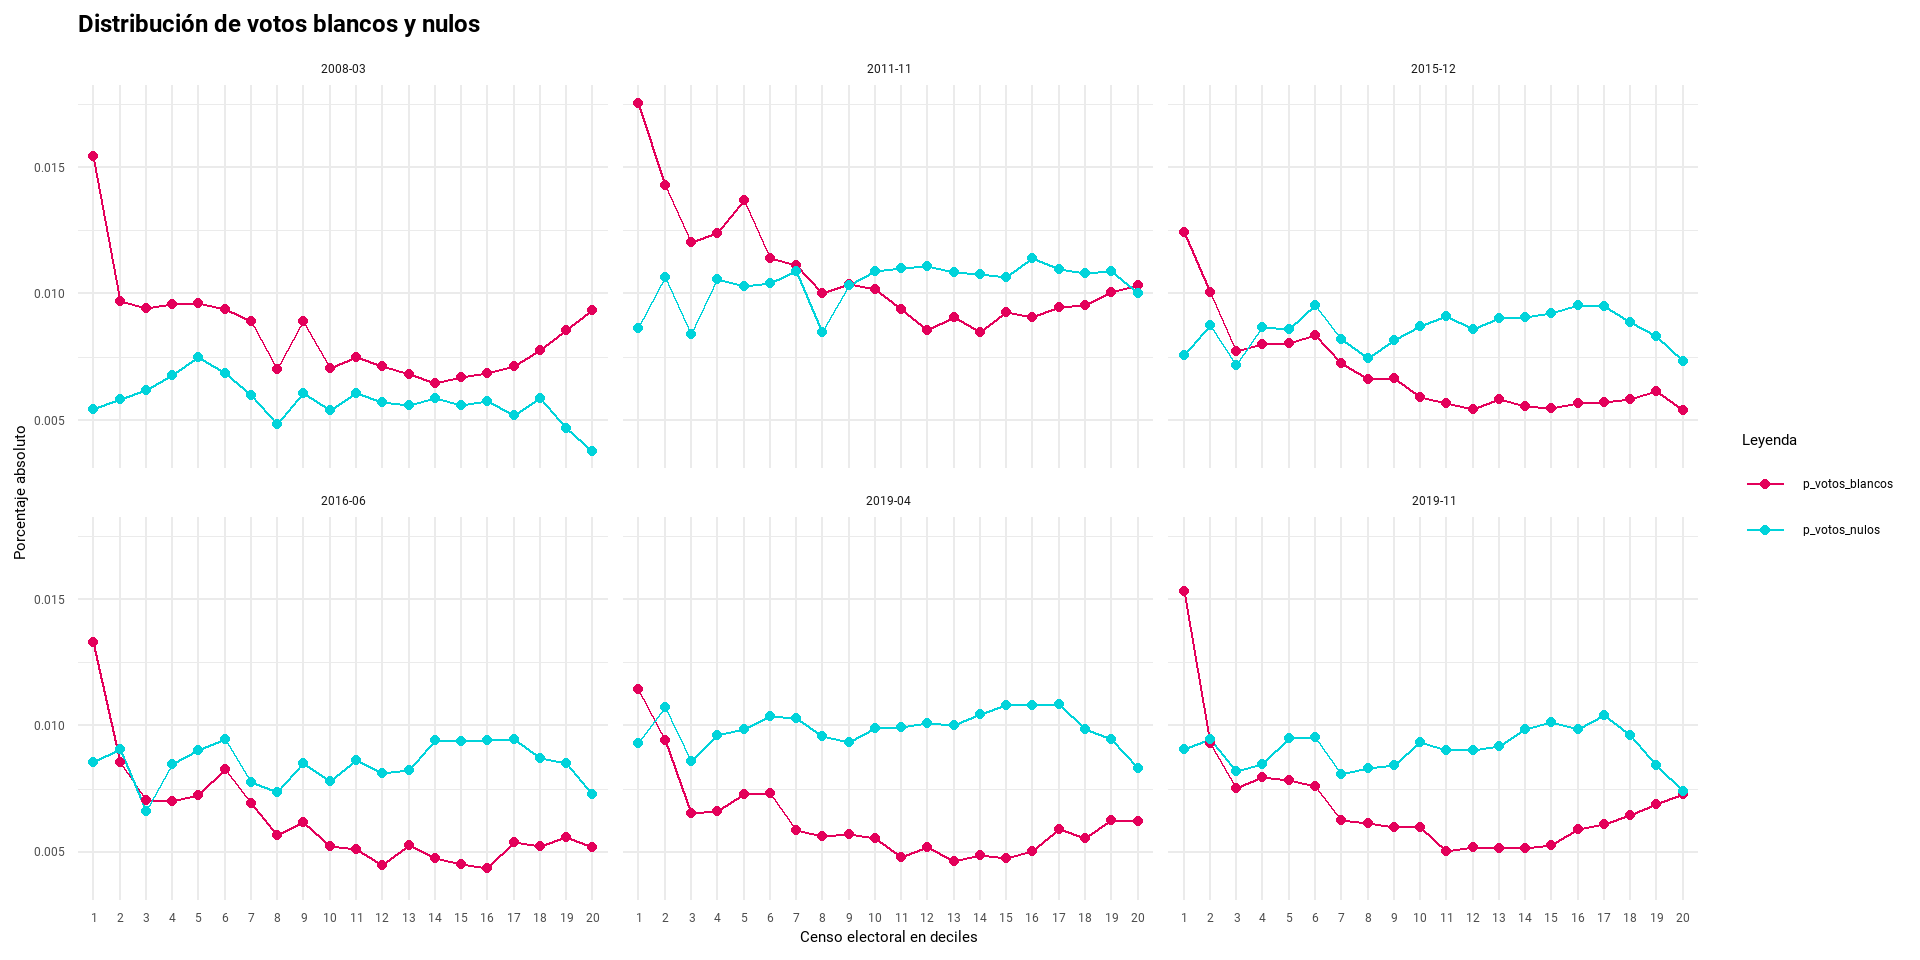 Distribución de votos blancos y nulos
2008-03
2011-11
2015-12
0.015
0.010
0.005
2016-06
2019-04
2019-11
0.015
0.010
0.005
Porcentaje absoluto
1 2 3 4 5 6 7 8 9 10 11 12 13 14 15 16 17 18 19 20
1 2 3 4 5 6 7 8 9 10 11 12 13 14 15 16 17 18 19 20
1 2 3 4 5 6 7 8 9 10 11 12 13 14 15 16 17 18 19 20
Censo electoral en deciles
Leyenda
p_votos_blancos
p_votos_nulos